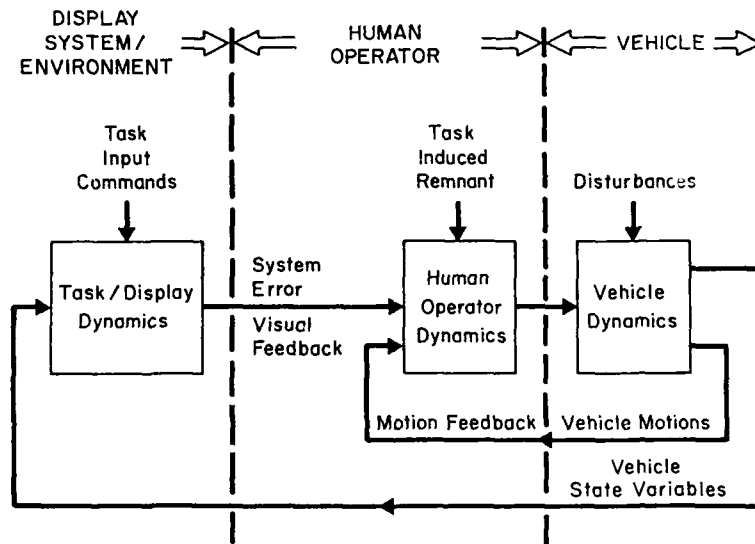 DISPLAY
SYSTEM/
ENVIRONMENT
HUMAN
OPERATOR
VEHICLE
Task
Input
Commands
Task
Induced
Remnant
Disturbances
Task/Display
Dynamics
System
Error
Visual
Feedback
Human
Operator
Dynamics
Vehicle
Dynamics
Motion Feedback
Vehicle Motions
Vehicle
State Variables